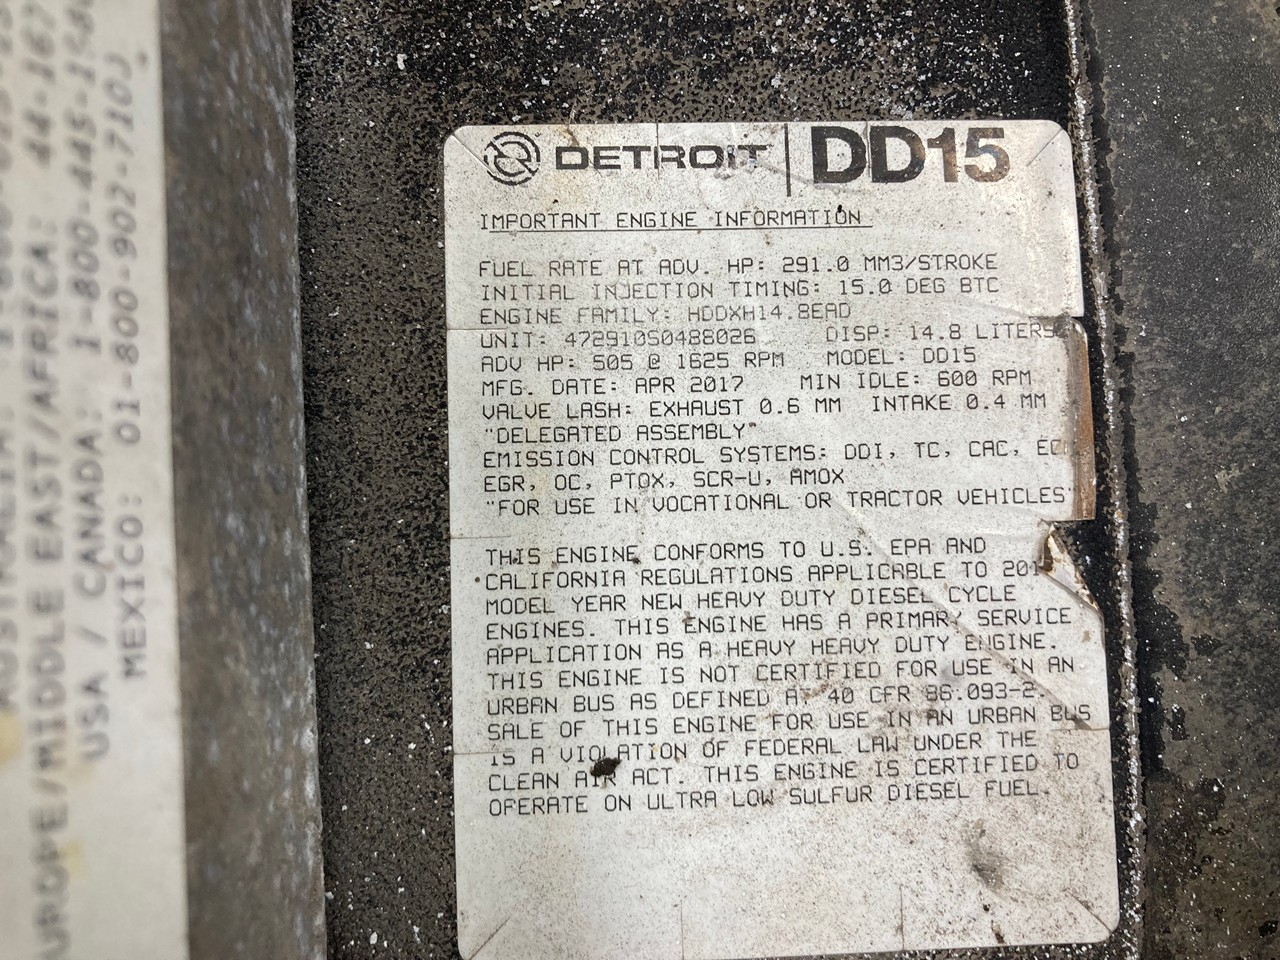 DETROIT DD15
IMPORTANT ENGINE INFORMATION
FUEL RATE AT ADV. HP: 291.0 MM3/STROKE
INITIAL INJECTION TIMING: 15.0 DEG BTC
ENGINE FAMILY: HDDXH14.8EAD
UNIT: 472910S0488026 DISP: 14.8 LITERS
ADV HP: 505 @ 1625 RPM MODEL: DD15
MFG. DATE: APR 2017 MIN IDLE: 600 RPM
VALVE LASH: EXHAUST 0.6 MM INTAKE 0.4 MM
"DELEGATED ASSEMBLY"
EMISSION CONTROL SYSTEMS: DDI, TC, CAC,
EGR, OC, PTOX, SCR-U, AMOX
"FOR USE IN VOCATIONAL OR TRACTOR VEHICLES"
THIS ENGINE CONFORMS TO U.S. EPA AND
CALIFORNIA REGULATIONS APPLICABLE TO
MODEL YEAR NEW HEAVY DUTY DIESEL CYCLE
ENGINES. THIS ENGINE HAS A PRIMARY SERVICE
APPLICATION AS A HEAVY HEAVY DUTY ENGINE.
THIS ENGINE IS NOT CERTIFIED FOR USE IN AN
URBAN BUS AS DEFINED AT 40 CFR 86.093-2.
SALE OF THIS ENGINE FOR USE IN AN URBAN BUS
IS A VIOLATION OF FEDERAL LAW UNDER THE
CLEAN AIR ACT. THIS ENGINE IS CERTIFIED TO
OPERATE ON ULTRA LOW SULFUR DIESEL FUEL.
EUROPE/MIDDLE EAST/AFRICA: 44-167
USA / CANADA: 1-800-445-198
MEXICO: 01-800-902-7100